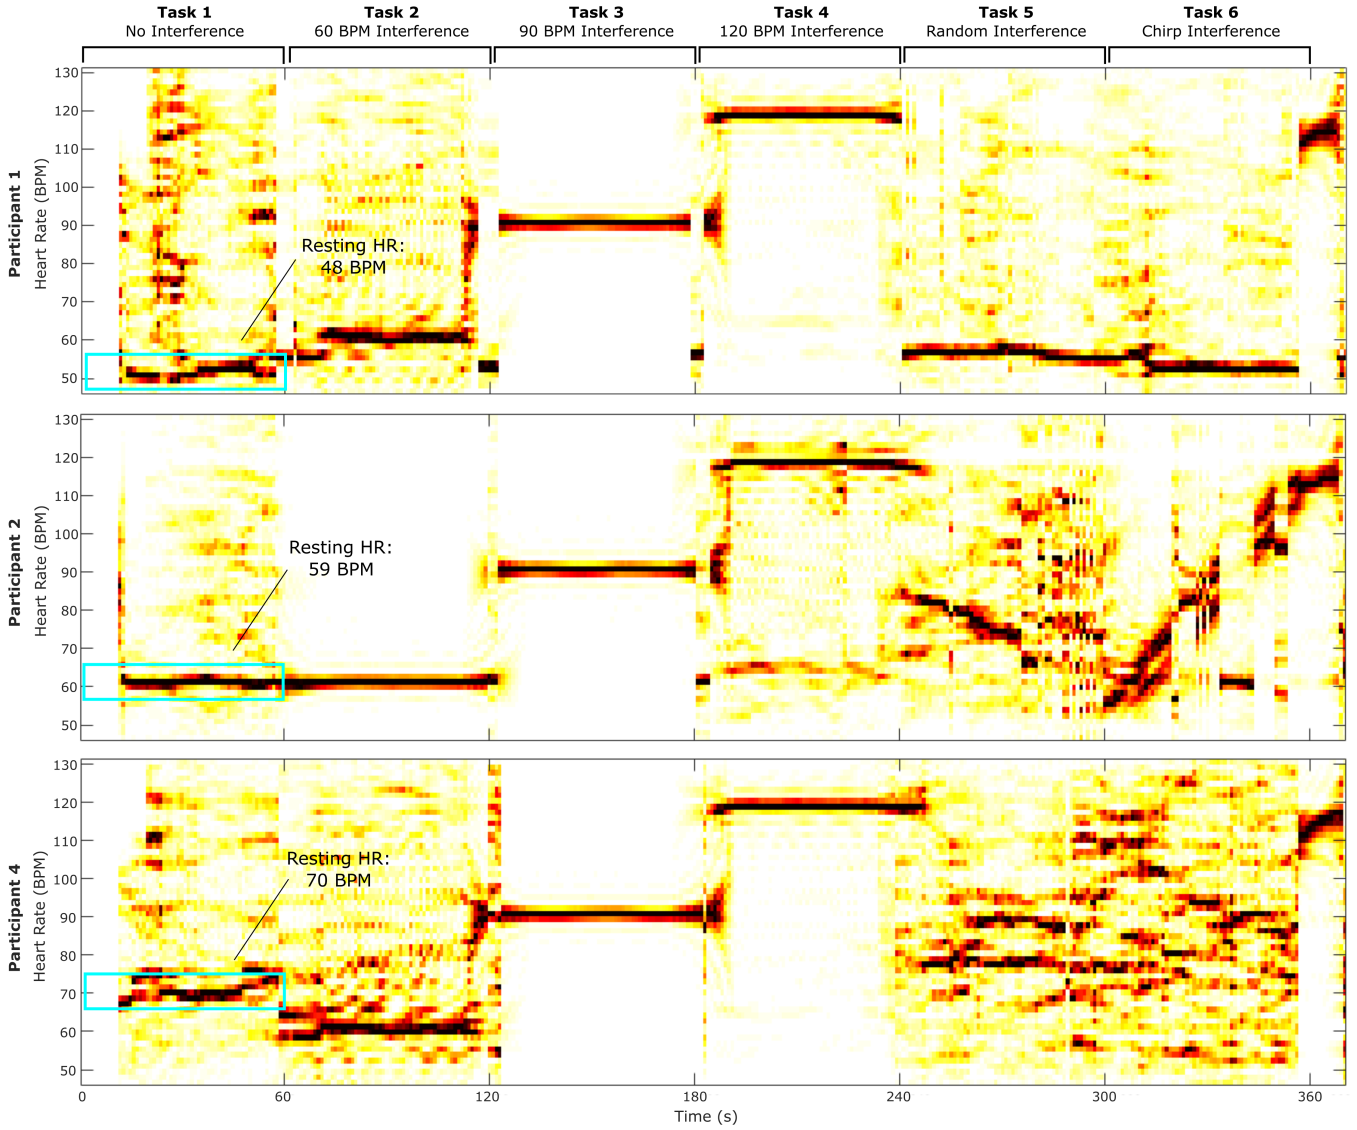 Task 1
No Interference
Task 2
60 BPM Interference
Task 3
90 BPM Interference
Task 4
120 BPM Interference
Task 5
Random Interference
Task 6
Chirp Interference
Participant 1
Heart Rate (BPM)
130
120
110
100
90
80
70
60
50
Resting HR:
48 BPM
Participant 2
Heart Rate (BPM)
130
120
110
100
90
80
70
60
50
Resting HR:
59 BPM
Participant 4
Heart Rate (BPM)
130
120
110
100
90
80
70
60
50
Resting HR:
70 BPM
0
60
120
180
240
300
360
Time (s)